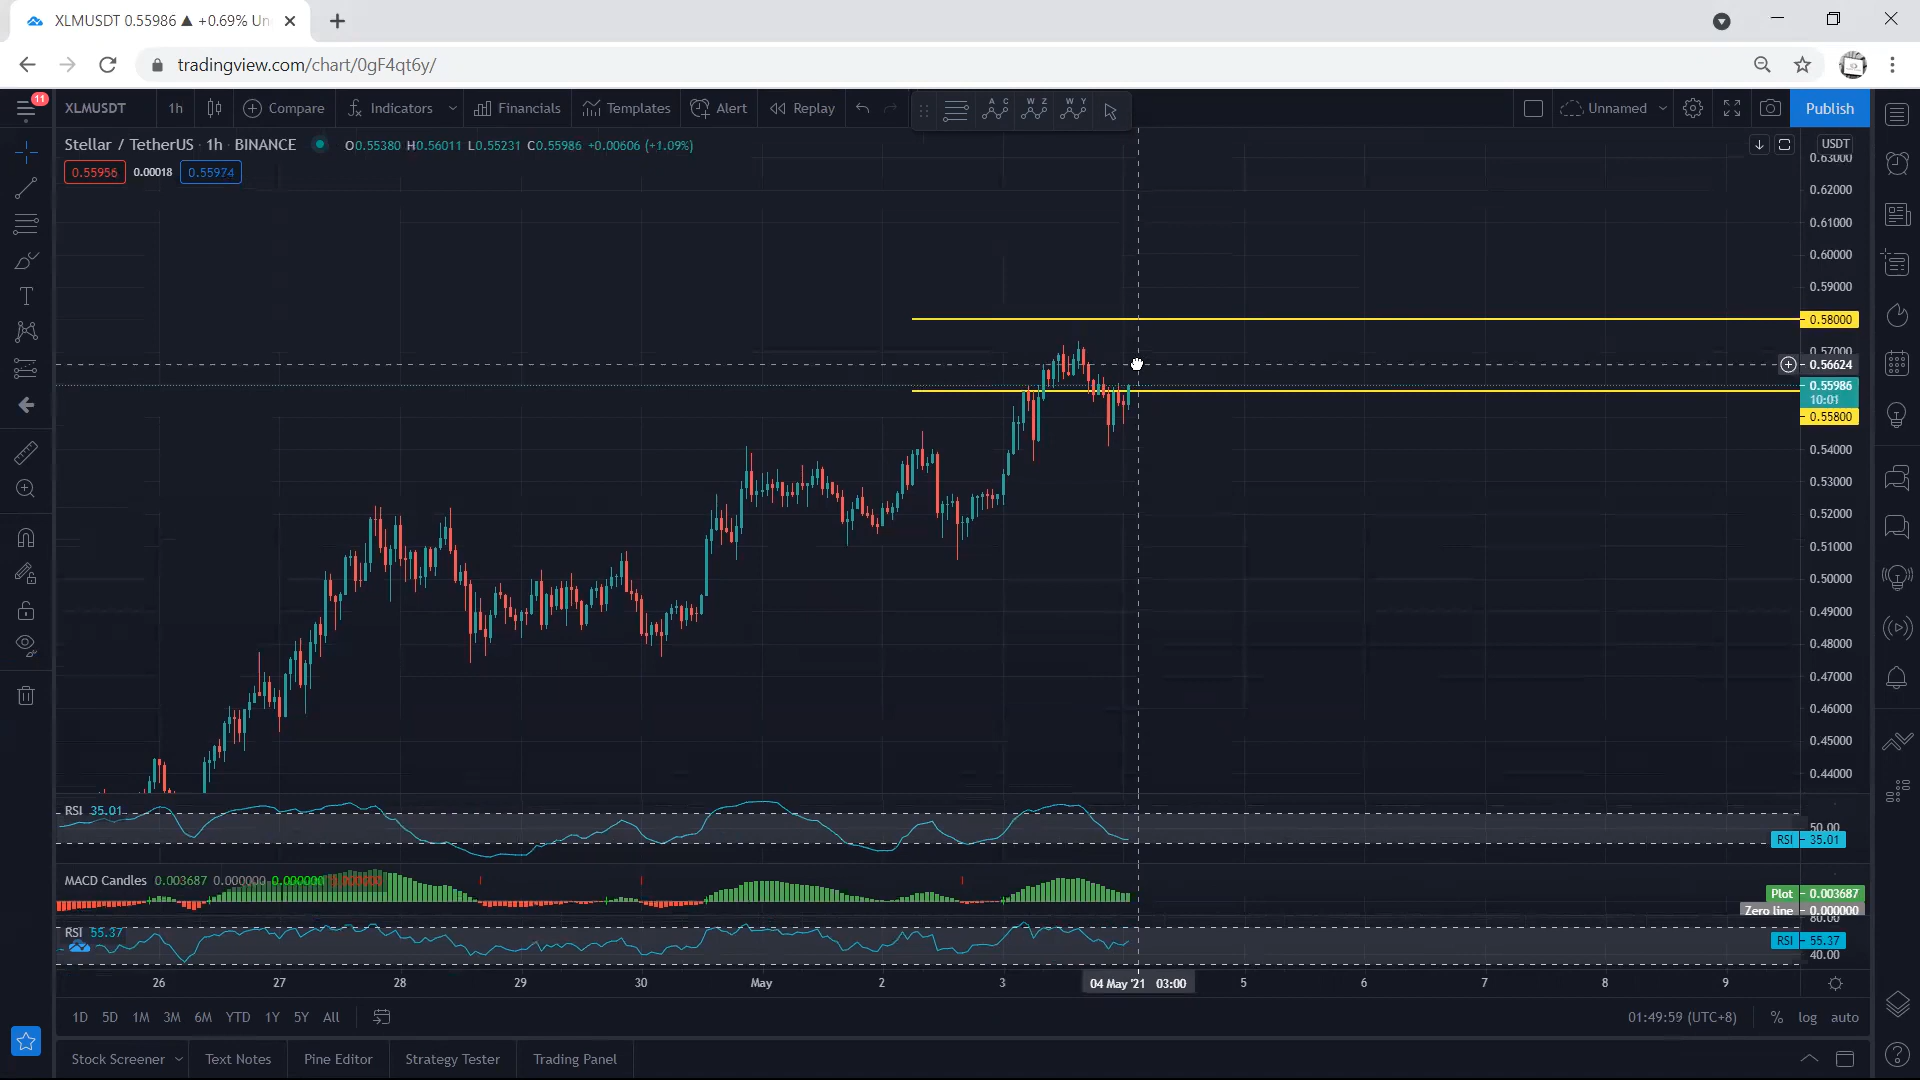 XLMUSDT 0.55986 ▲ +0.69% Un
tradingview.com/chart/0gF4qt6y/
11
XLMUSDT 1h Compare Indicators Financials Templates Alert Replay A C W Z W Y Unnamed Publish
Stellar / TetherUS · 1h · BINANCE O0.55380 H0.56011 L0.55231 C0.55986 +0.00606 (+1.09%)
0.55956 0.00018 0.55974
USDT
0.63000
0.62000
0.61000
0.60000
0.59000
0.58000
0.57000
0.56624
0.55986
10:01
0.55800
0.54000
0.53000
0.52000
0.51000
0.50000
0.49000
0.48000
0.47000
0.46000
0.45000
0.44000
RSI 35.01
50.00
RSI 35.01
MACD Candles 0.003687 0.000000 0.000000 0.000000
Plot 0.003687
Zero line 0.000000
80.00
RSI 55.37
RSI 55.37
40.00
26 27 28 29 30 May 2 3 04 May '21 03:00 5 6 7 8 9
1D 5D 1M 3M 6M YTD 1Y 5Y All 01:49:59 (UTC+8) % log auto
Stock Screener Text Notes Pine Editor Strategy Tester Trading Panel